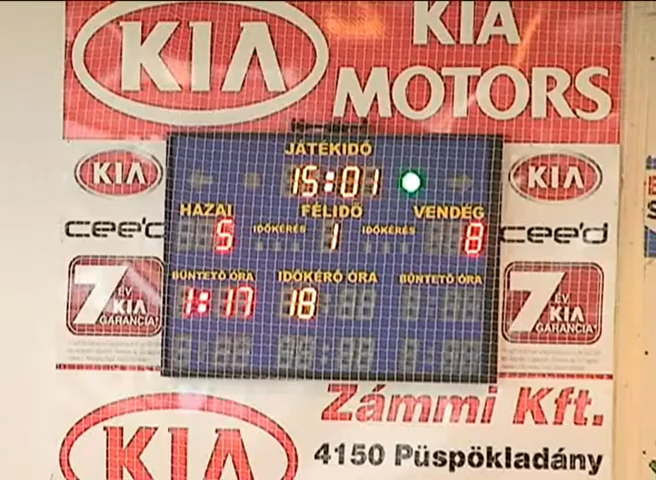 KIA
KIA
MOTORS
JÁTÉKIDŐ
15:01
KIA
KIA
HAZAI
FÉLIDŐ
VENDÉG
cee'd
5
IDŐKÉRÉS
1
IDŐKÉRÉS
8
cee'd
BÜNTETŐ ÓRA
IDŐKÉRŐ ÓRA
BÜNTETŐ ÓRA
7 ÉV
KIA
GARANCIA*
1:17
18
7 ÉV
KIA
GARANCIA*
Zámmi Kft.
KIA
4150 Püspökladány